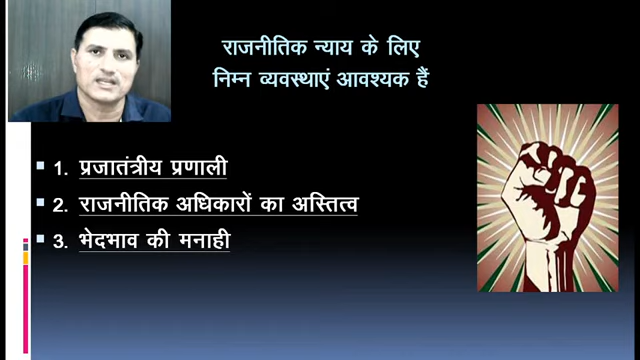 राजनीतिक न्याय के लिए
निम्न व्यवस्थाएं आवश्यक हैं
1. प्रजातंत्रीय प्रणाली
2. राजनीतिक अधिकारों का अस्तित्व
3. भेदभाव की मनाही